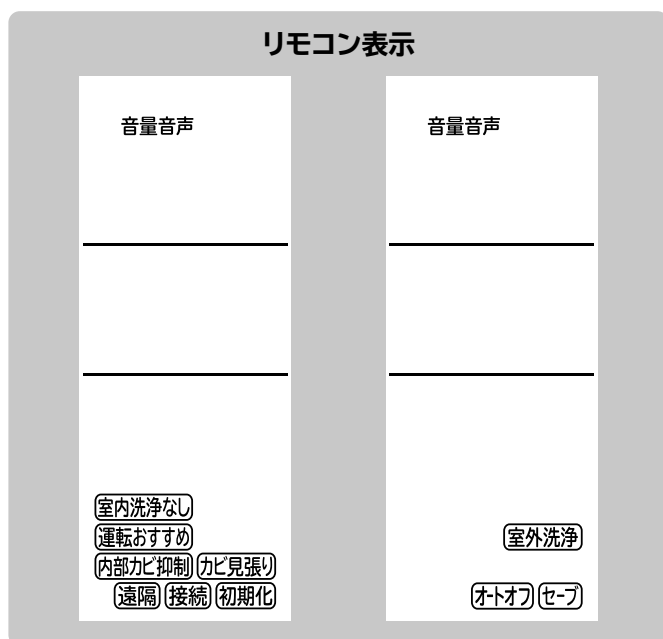 リモコン表示
音量音声
室内洗浄なし
運転おすすめ
内部カビ抑制 カビ見張り
遠隔 接続 初期化
音量音声
室外洗浄
オートオフ セーブ